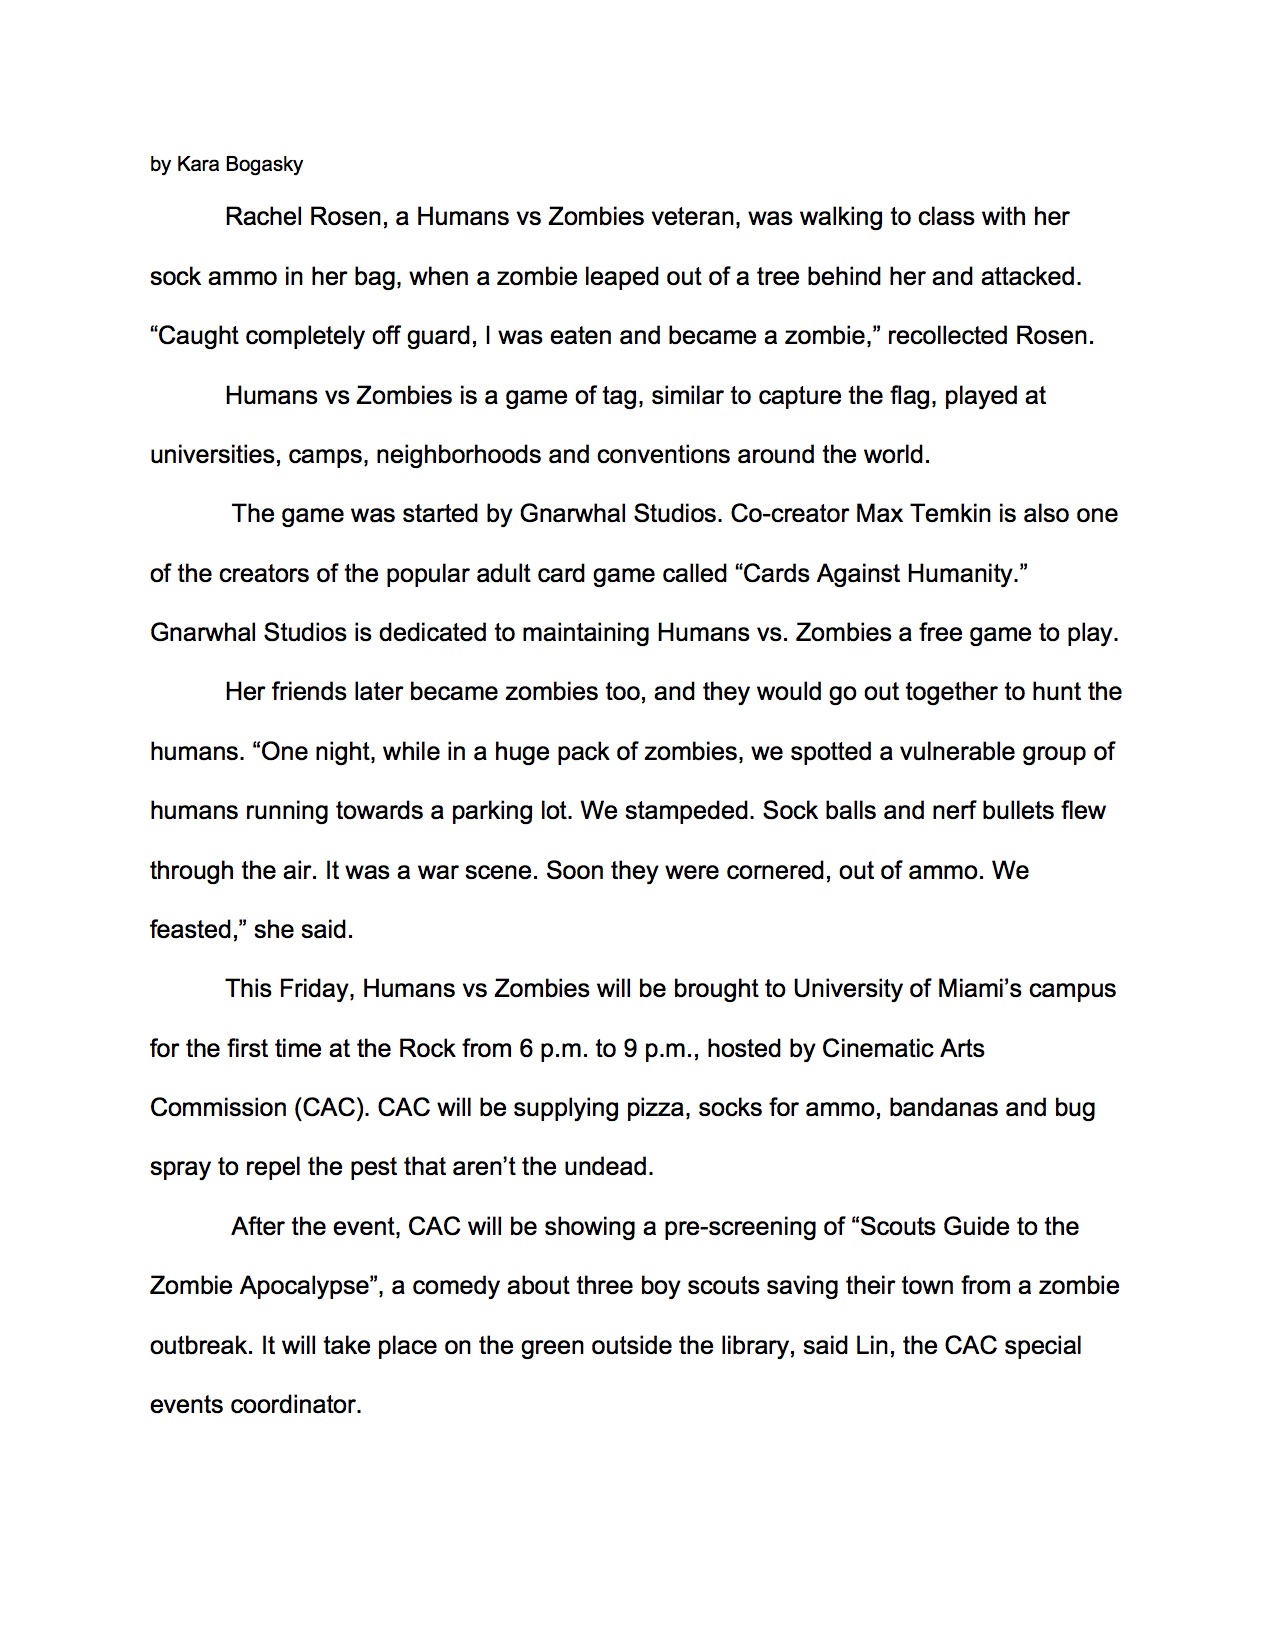 by Kara Bogasky
Rachel Rosen, a Humans vs Zombies veteran, was walking to class with her
sock ammo in her bag, when a zombie leaped out of a tree behind her and attacked.
“Caught completely off guard, I was eaten and became a zombie,” recollected Rosen.
Humans vs Zombies is a game of tag, similar to capture the flag, played at
universities, camps, neighborhoods and conventions around the world.
The game was started by Gnarwhal Studios. Co-creator Max Temkin is also one
of the creators of the popular adult card game called “Cards Against Humanity.”
Gnarwhal Studios is dedicated to maintaining Humans vs. Zombies a free game to play.
Her friends later became zombies too, and they would go out together to hunt the
humans. “One night, while in a huge pack of zombies, we spotted a vulnerable group of
humans running towards a parking lot. We stampeded. Sock balls and nerf bullets flew
through the air. It was a war scene. Soon they were cornered, out of ammo. We
feasted,” she said.
This Friday, Humans vs Zombies will be brought to University of Miami’s campus
for the first time at the Rock from 6 p.m. to 9 p.m., hosted by Cinematic Arts
Commission (CAC). CAC will be supplying pizza, socks for ammo, bandanas and bug
spray to repel the pest that aren’t the undead.
After the event, CAC will be showing a pre-screening of “Scouts Guide to the
Zombie Apocalypse”, a comedy about three boy scouts saving their town from a zombie
outbreak. It will take place on the green outside the library, said Lin, the CAC special
events coordinator.